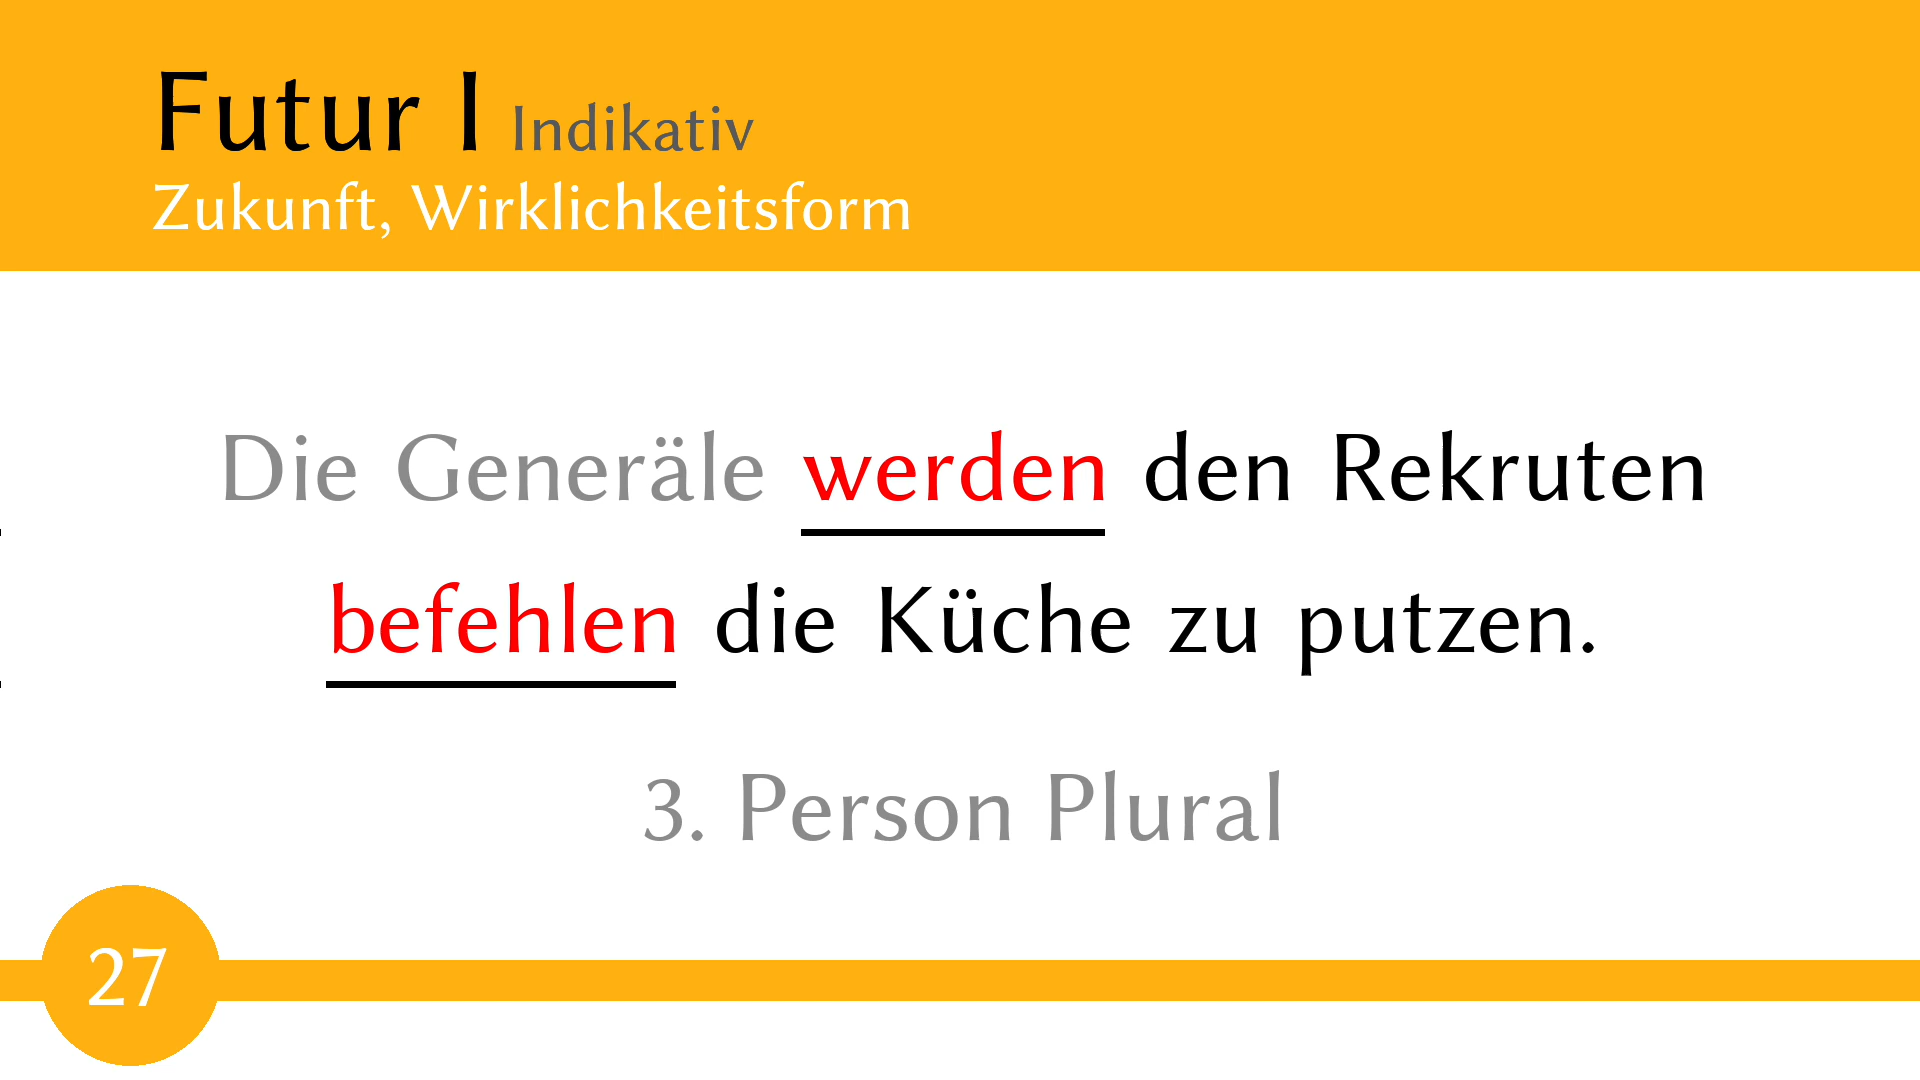 Futur I Indikativ
Zukunft, Wirklichkeitsform
Die Generäle werden den Rekruten
befehlen die Küche zu putzen.
3. Person Plural
27